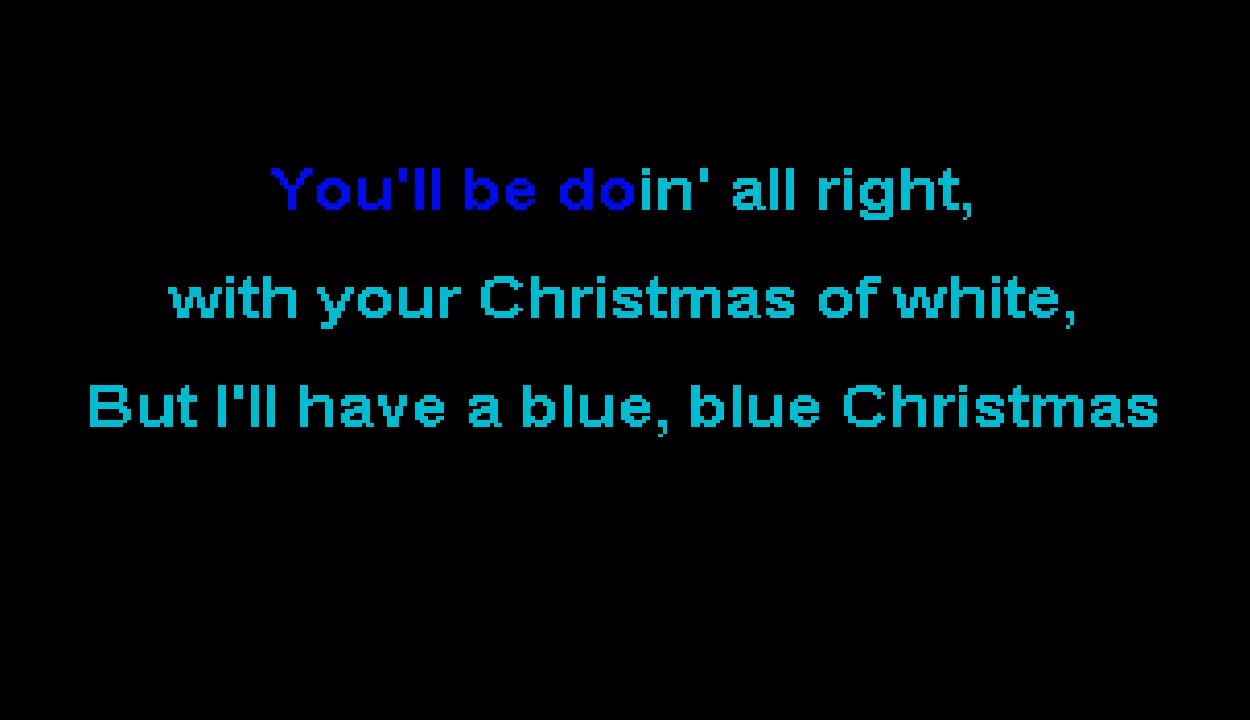 You'll be doin' all right,
with your Christmas of white,
But I'll have a blue, blue Christmas